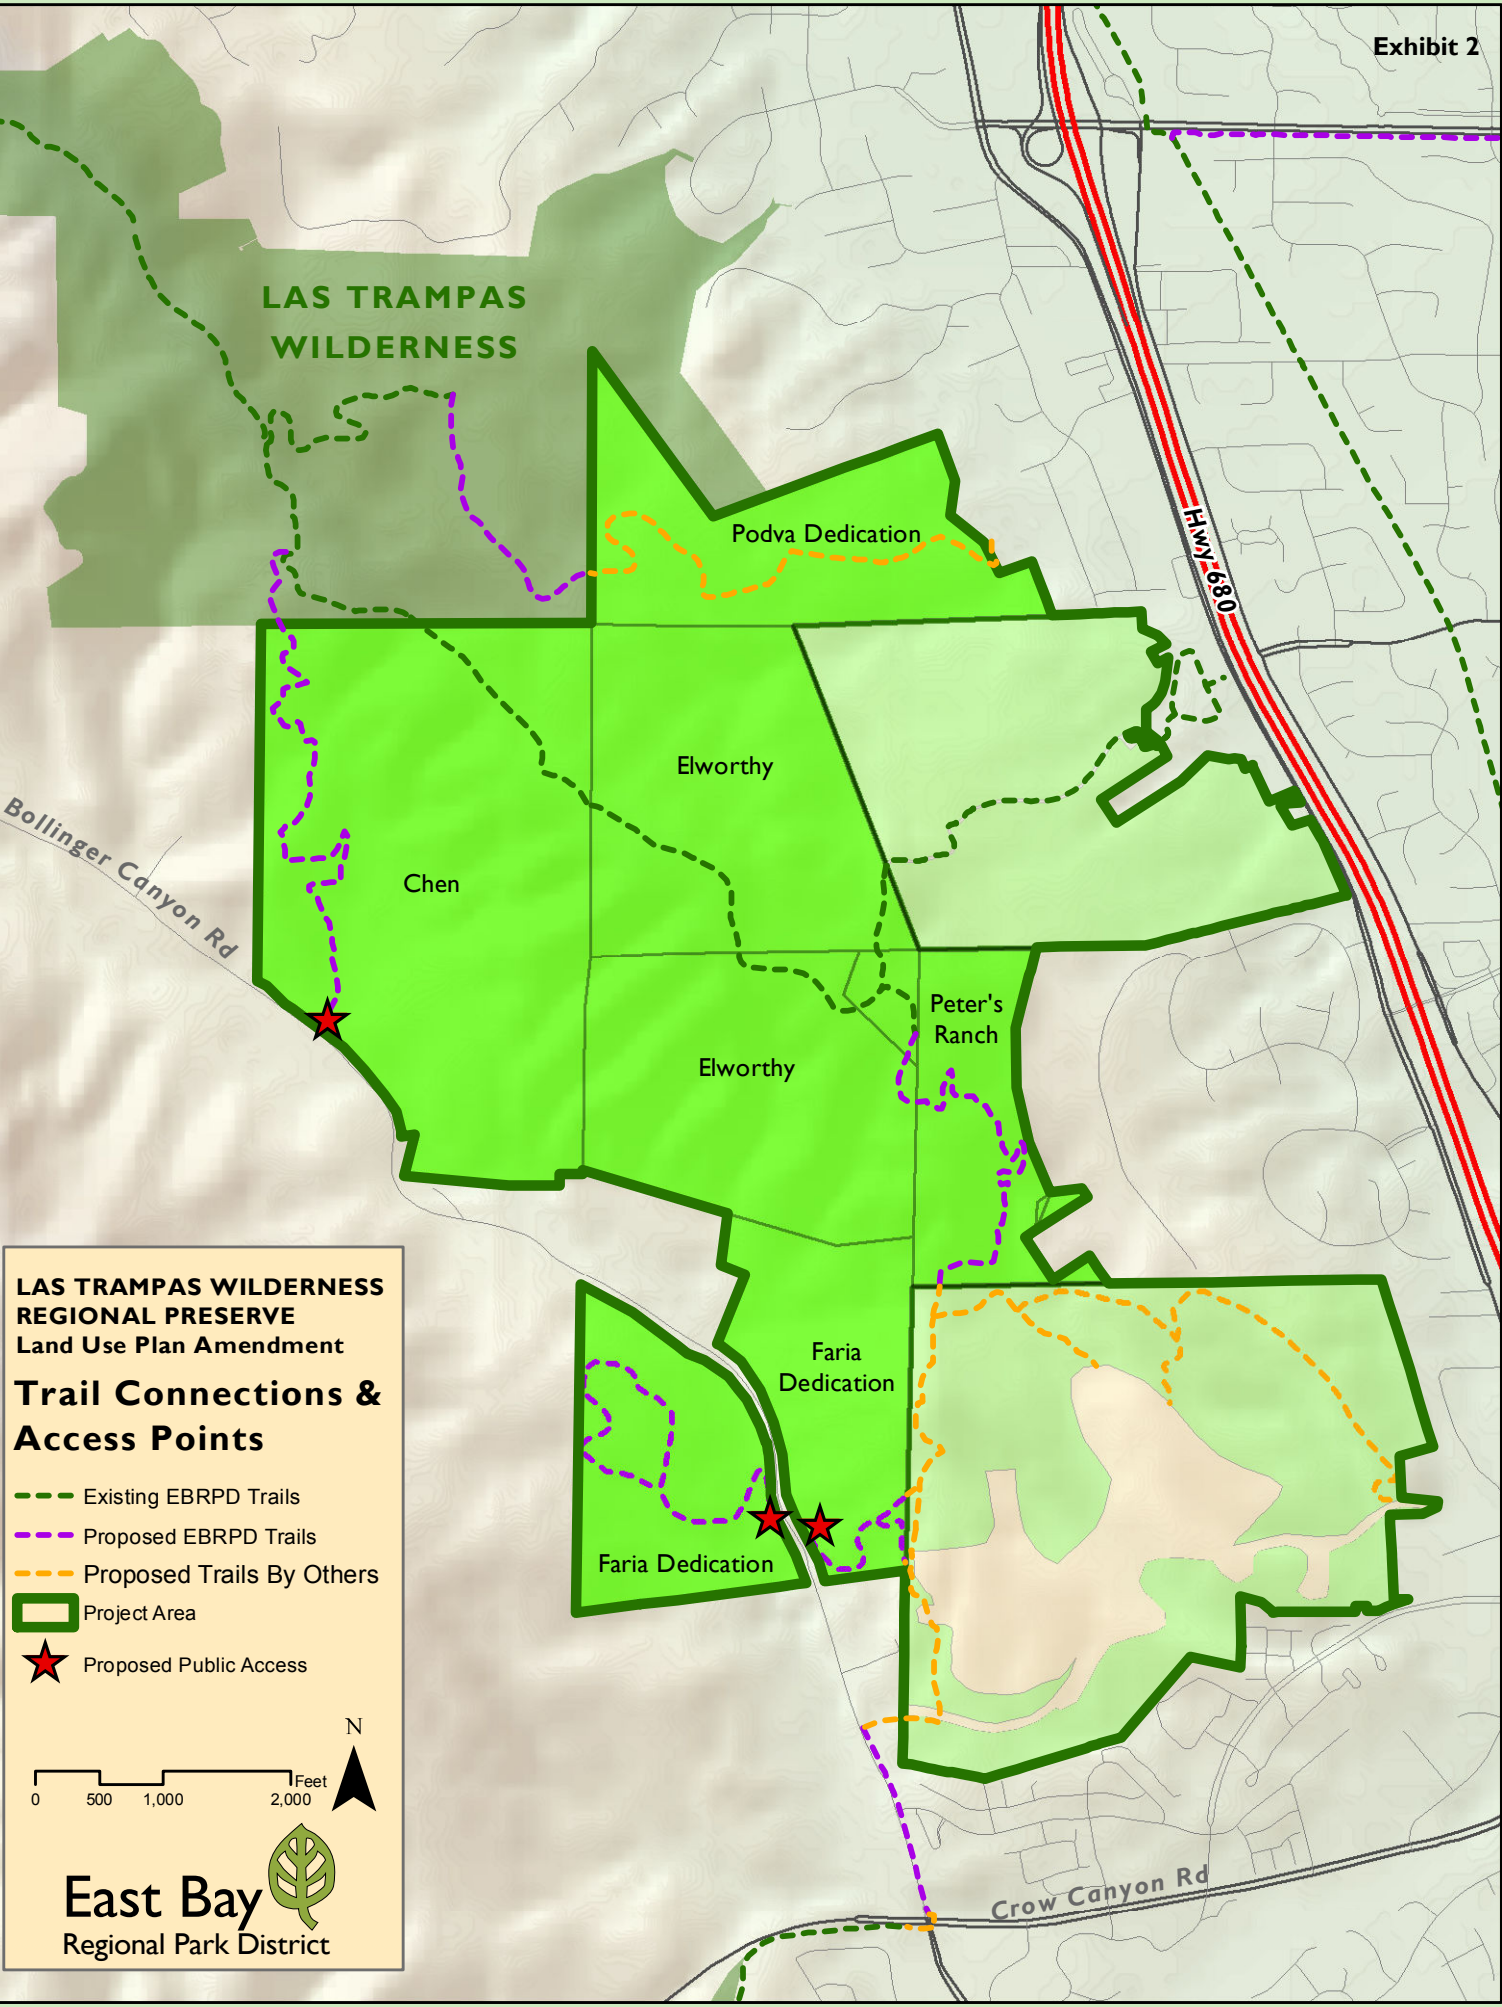 Exhibit 2
LAS TRAMPAS
WILDERNESS
Podva Dedication
Hwy 680
Elworthy
Bollinger Canyon Rd
Chen
Peter's
Ranch
Elworthy
Faria
Dedication
Faria Dedication
Crow Canyon Rd
LAS TRAMPAS WILDERNESS
REGIONAL PRESERVE
Land Use Plan Amendment
Trail Connections &
Access Points
Existing EBRPD Trails
Proposed EBRPD Trails
Proposed Trails By Others
Project Area
Proposed Public Access
N
Feet
0 500 1,000 2,000
East Bay
Regional Park District